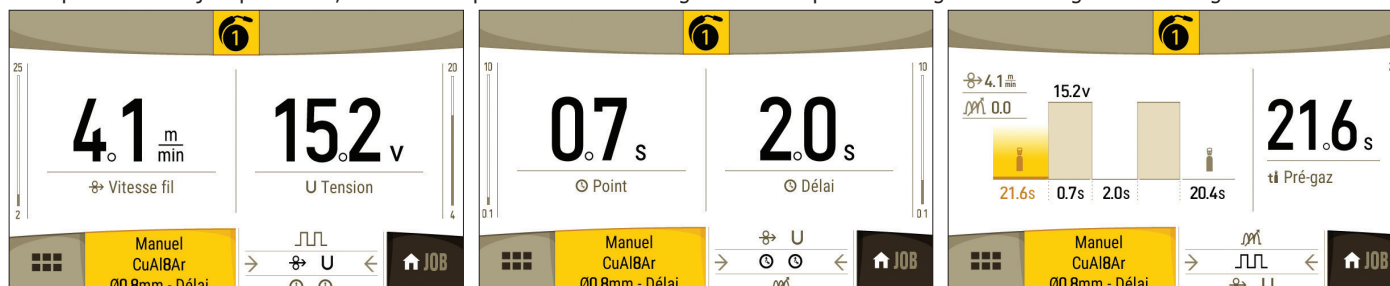 1
25
20
4.1 m/min
15.2 V
Vitesse fil
U Tension
2
4
Manuel
CuAl8Ar
Ø0.8mm - Délai
U
JOB
1
10
10
0.7 s
2.0 s
Point
Délai
0.1
0.1
Manuel
CuAl8Ar
Ø0.8mm - Délai
U
JOB
1
4.1 m/min
0.0
15.2v
21.6 s
Pré-gaz
21.6s 0.7s 2.0s 20.4s
Manuel
CuAl8Ar
Ø0.8mm - Délai
U
JOB